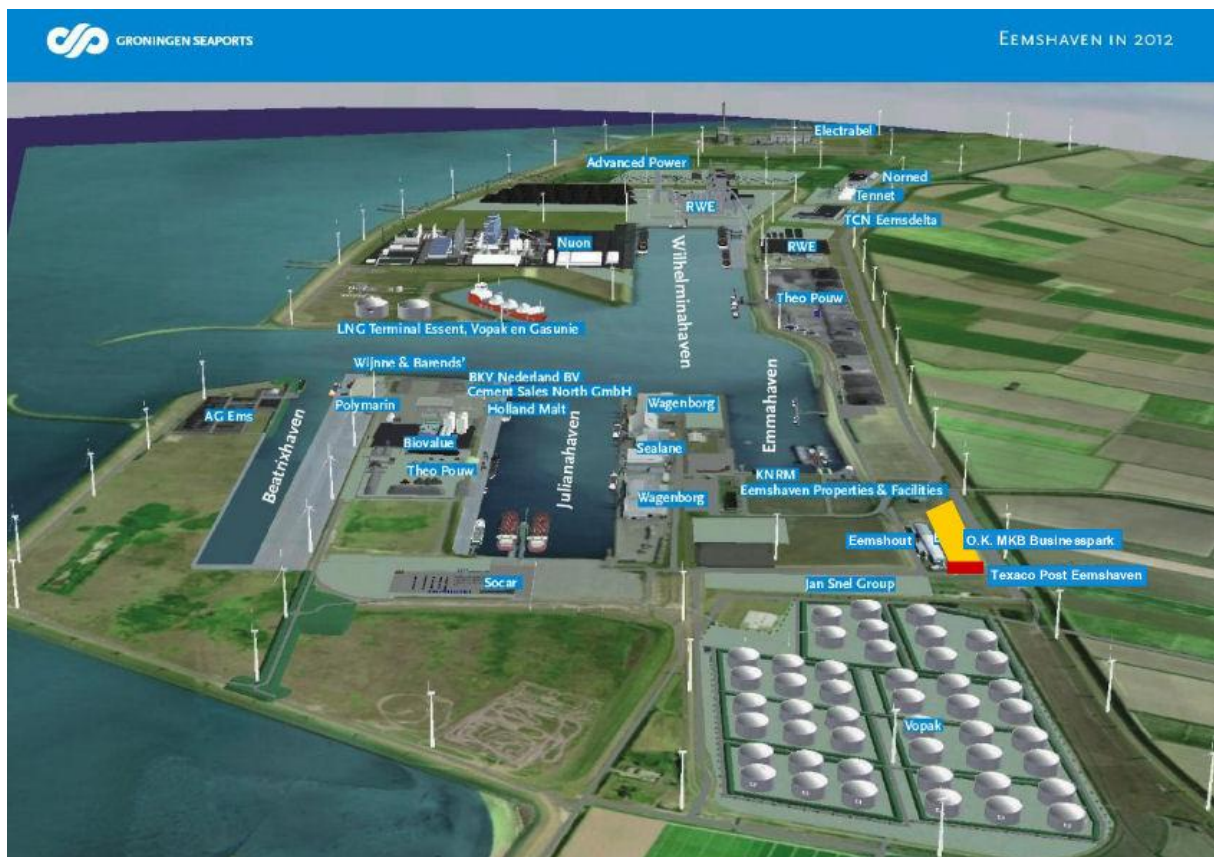 GRONINGEN SEAPORTS
EEMSHAVEN IN 2012
Electrabel
Advanced Power
Norned
Tennet
RWE
TCN Eemsdelta
Nuon
Wilhelminahaven
RWE
Theo Pouw
LNG Terminal Essent, Vopak en Gasunie
Wijnne & Barends'
BKV Nederland BV
Cement Sales North GmbH
Polymarin
Holland Malt
Wagenborg
AG Ems
Beatrixhaven
Biovalue
Julianahaven
Sealane
Emmahaven
Theo Pouw
KNRM
Eemshaven Properties & Facilities
Wagenborg
Eemshout
O.K. MKB Businesspark
Texaco Post Eemshaven
Socar
Jan Snel Group
Vopak